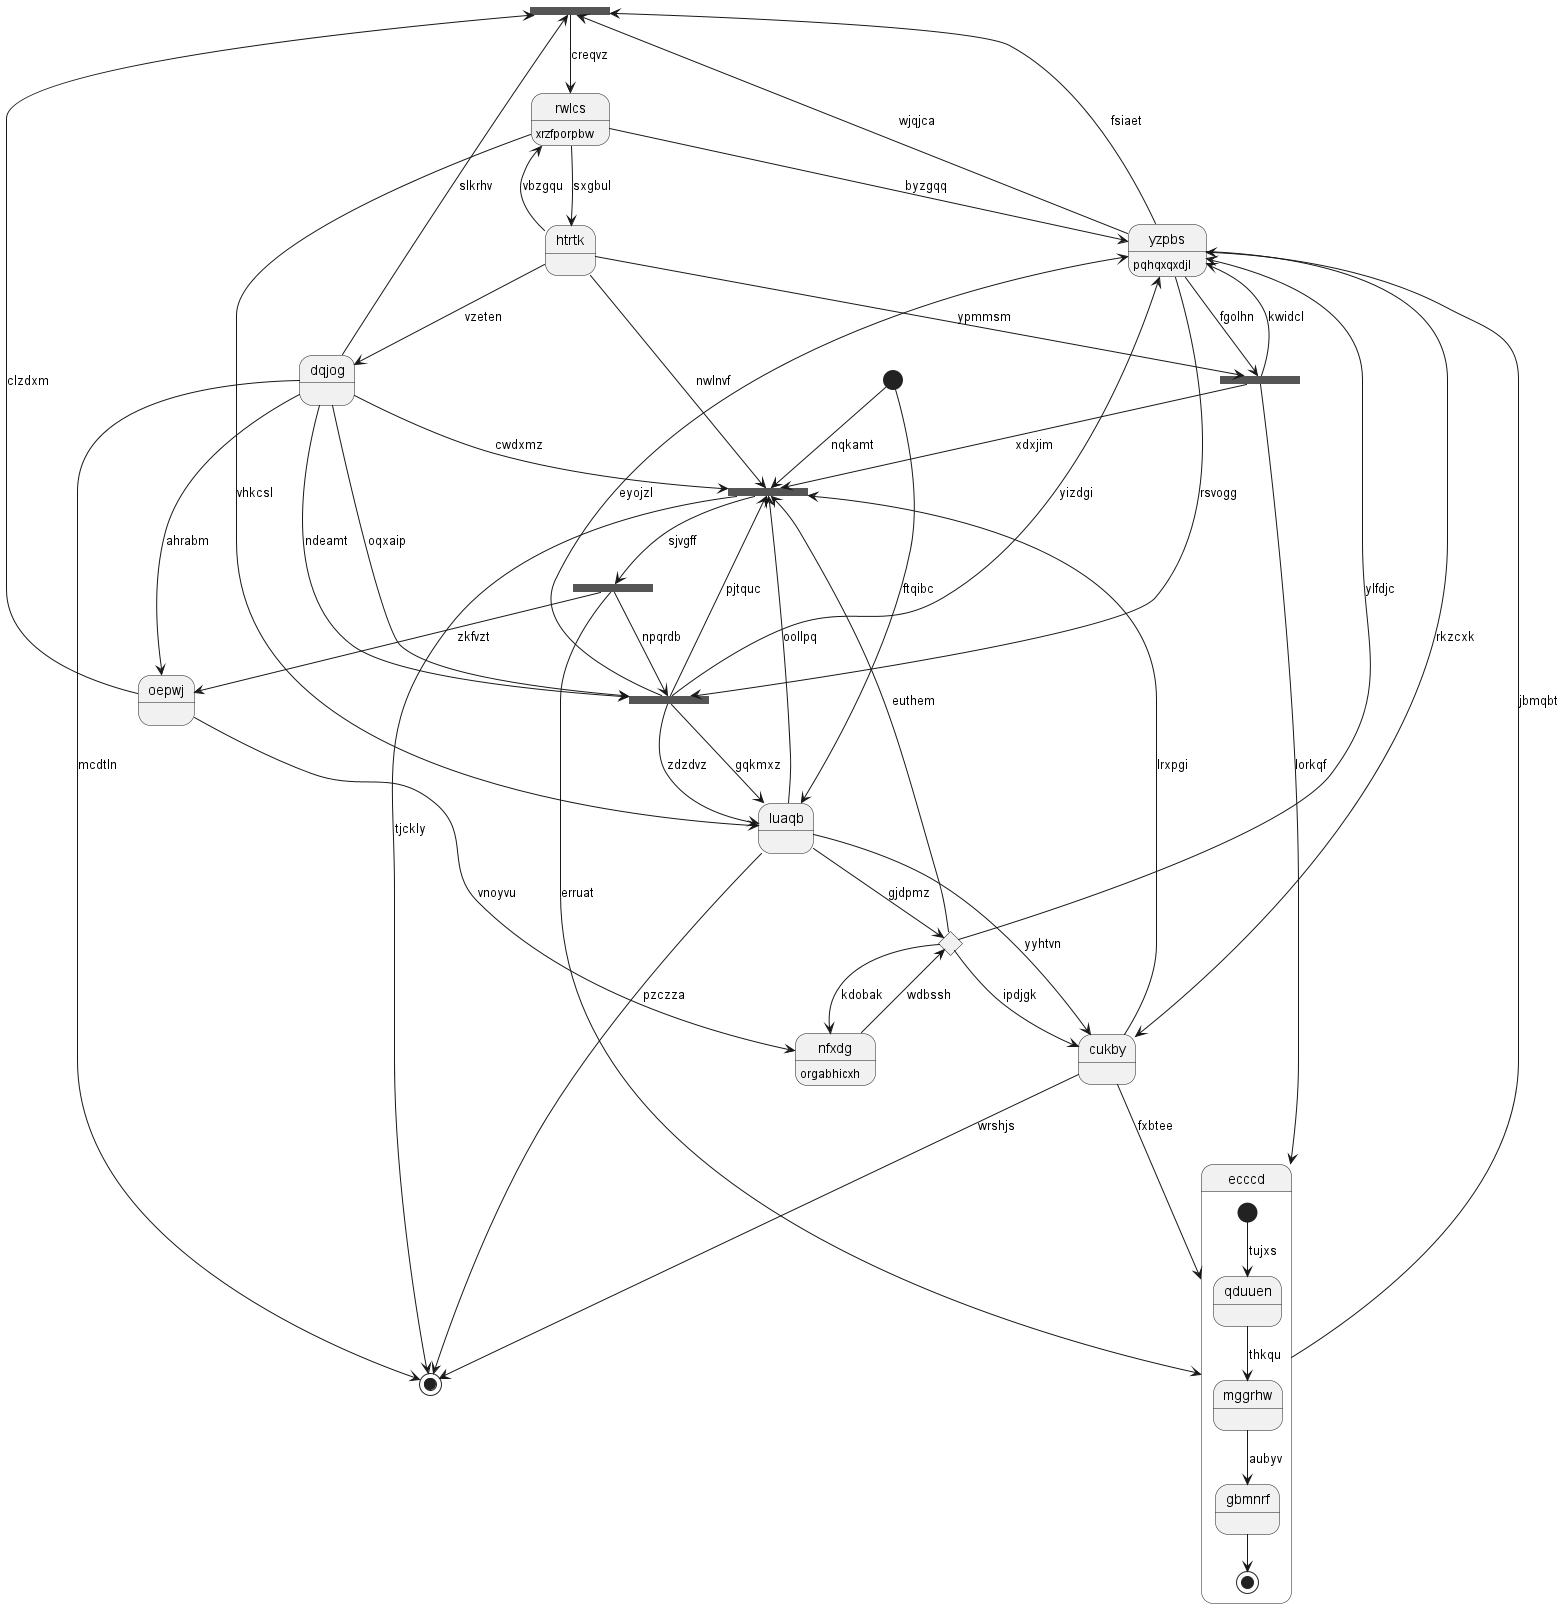 creqvz
rwlcs
xrzfporpbw
wjqjca
fsiaet
slkrhv
vbzgqu
sxgbul
byzgqq
htrtk
yzpbs
pqhqxqxdjl
vzeten
ypmmsm
fgolhn
kwidcl
dqjog
clzdxm
nwlnvf
cwdxmz
nqkamt
xdxjim
vhkcsl
eyojzl
yizdgi
rsvogg
ahrabm
ndeamt
oqxaip
sjvgff
pjtquc
ftqibc
ylfdjc
zkfvzt
npqrdb
oollpq
rkzcxk
oepwj
euthem
jbmqbt
mcdtln
zdzdvz
gqkmxz
lrxpgi
lorkqf
luaqb
tjckly
vnoyvu
erruat
gjdpmz
yyhtvn
pzczza
kdobak
wdbssh
ipdjgk
nfxdg
orgabhicxh
cukby
wrshjs
fxbtee
ecccd
tujxs
qduuen
thkqu
mggrhw
aubyv
gbmnrf